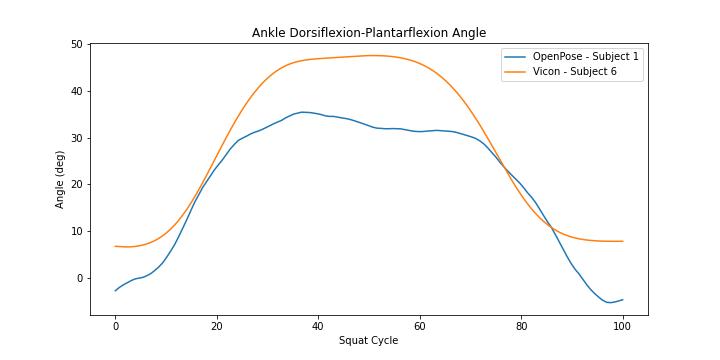 Ankle Dorsiflexion-Plantarflexion Angle
OpenPose - Subject 1
Vicon - Subject 6
Angle (deg)
50
40
30
20
10
0
0 20 40 60 80 100
Squat Cycle